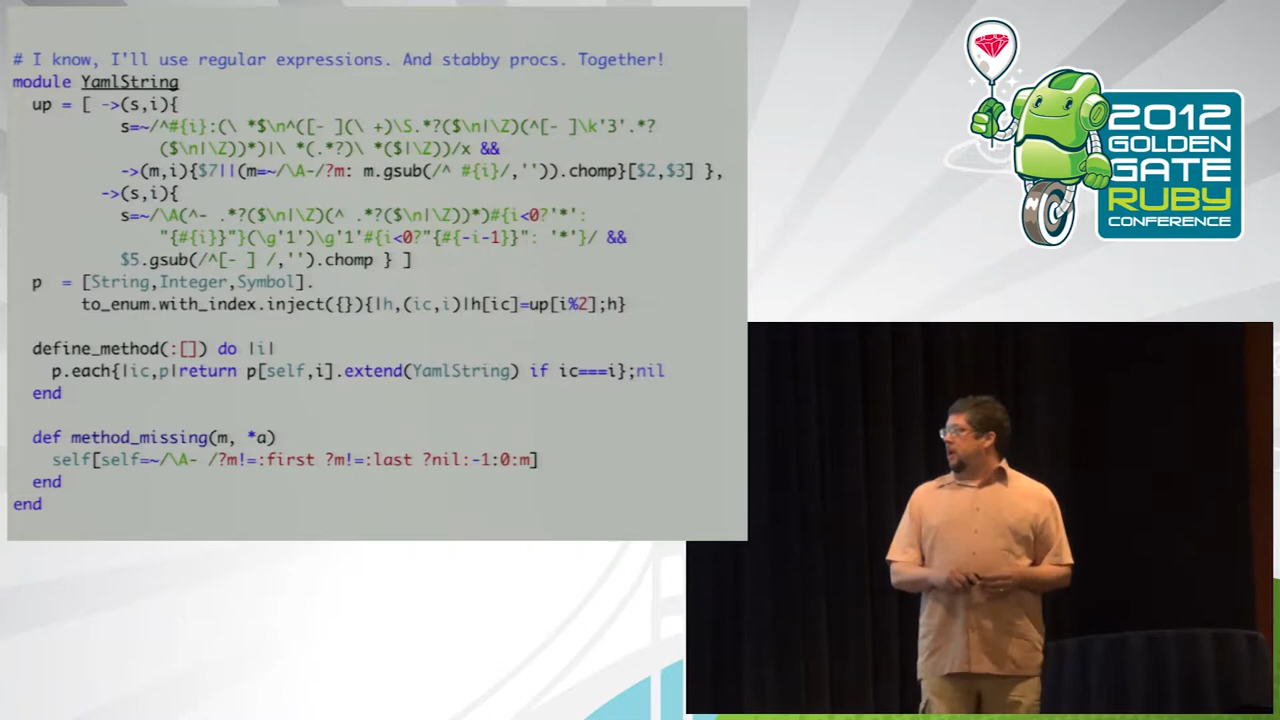 # I know, I'll use regular expressions. And stabby procs. Together!
module YamlString
  up = [ ->(s,i){
           s=~/^#{i}:(\ *$\n^([- ](\ +)\S.*?($\n|\Z)(^[- ]\k'3'.*?
               ($\n|\Z))*)|\ *(.*?)\ *($|\Z))/x &&
           ->(m,i){$7||(m=~/\A-/?m: m.gsub(/^ #{i}/,'')).chomp}[$2,$3] },
         ->(s,i){
           s=~/\A(^- .*?($\n|\Z)(^ .*?($\n|\Z))*)#{i<0?'*':
               "{#{i}}"}(\g'1')\g'1'#{i<0?"{#{-i-1}}": '*'}/ &&
           $5.gsub(/^[- ] /,'').chomp } ]
  p  = [String,Integer,Symbol].
       to_enum.with_index.inject({}){|h,(ic,i)|h[ic]=up[i%2];h}
  define_method(:[]) do |i|
    p.each{|ic,p|return p[self,i].extend(YamlString) if ic===i};nil
  end
  def method_missing(m, *a)
    self[self=~/\A- /?m!=:first ?m!=:last ?nil:-1:0:m]
  end
end
2012
GOLDEN
GATE
RUBY
CONFERENCE